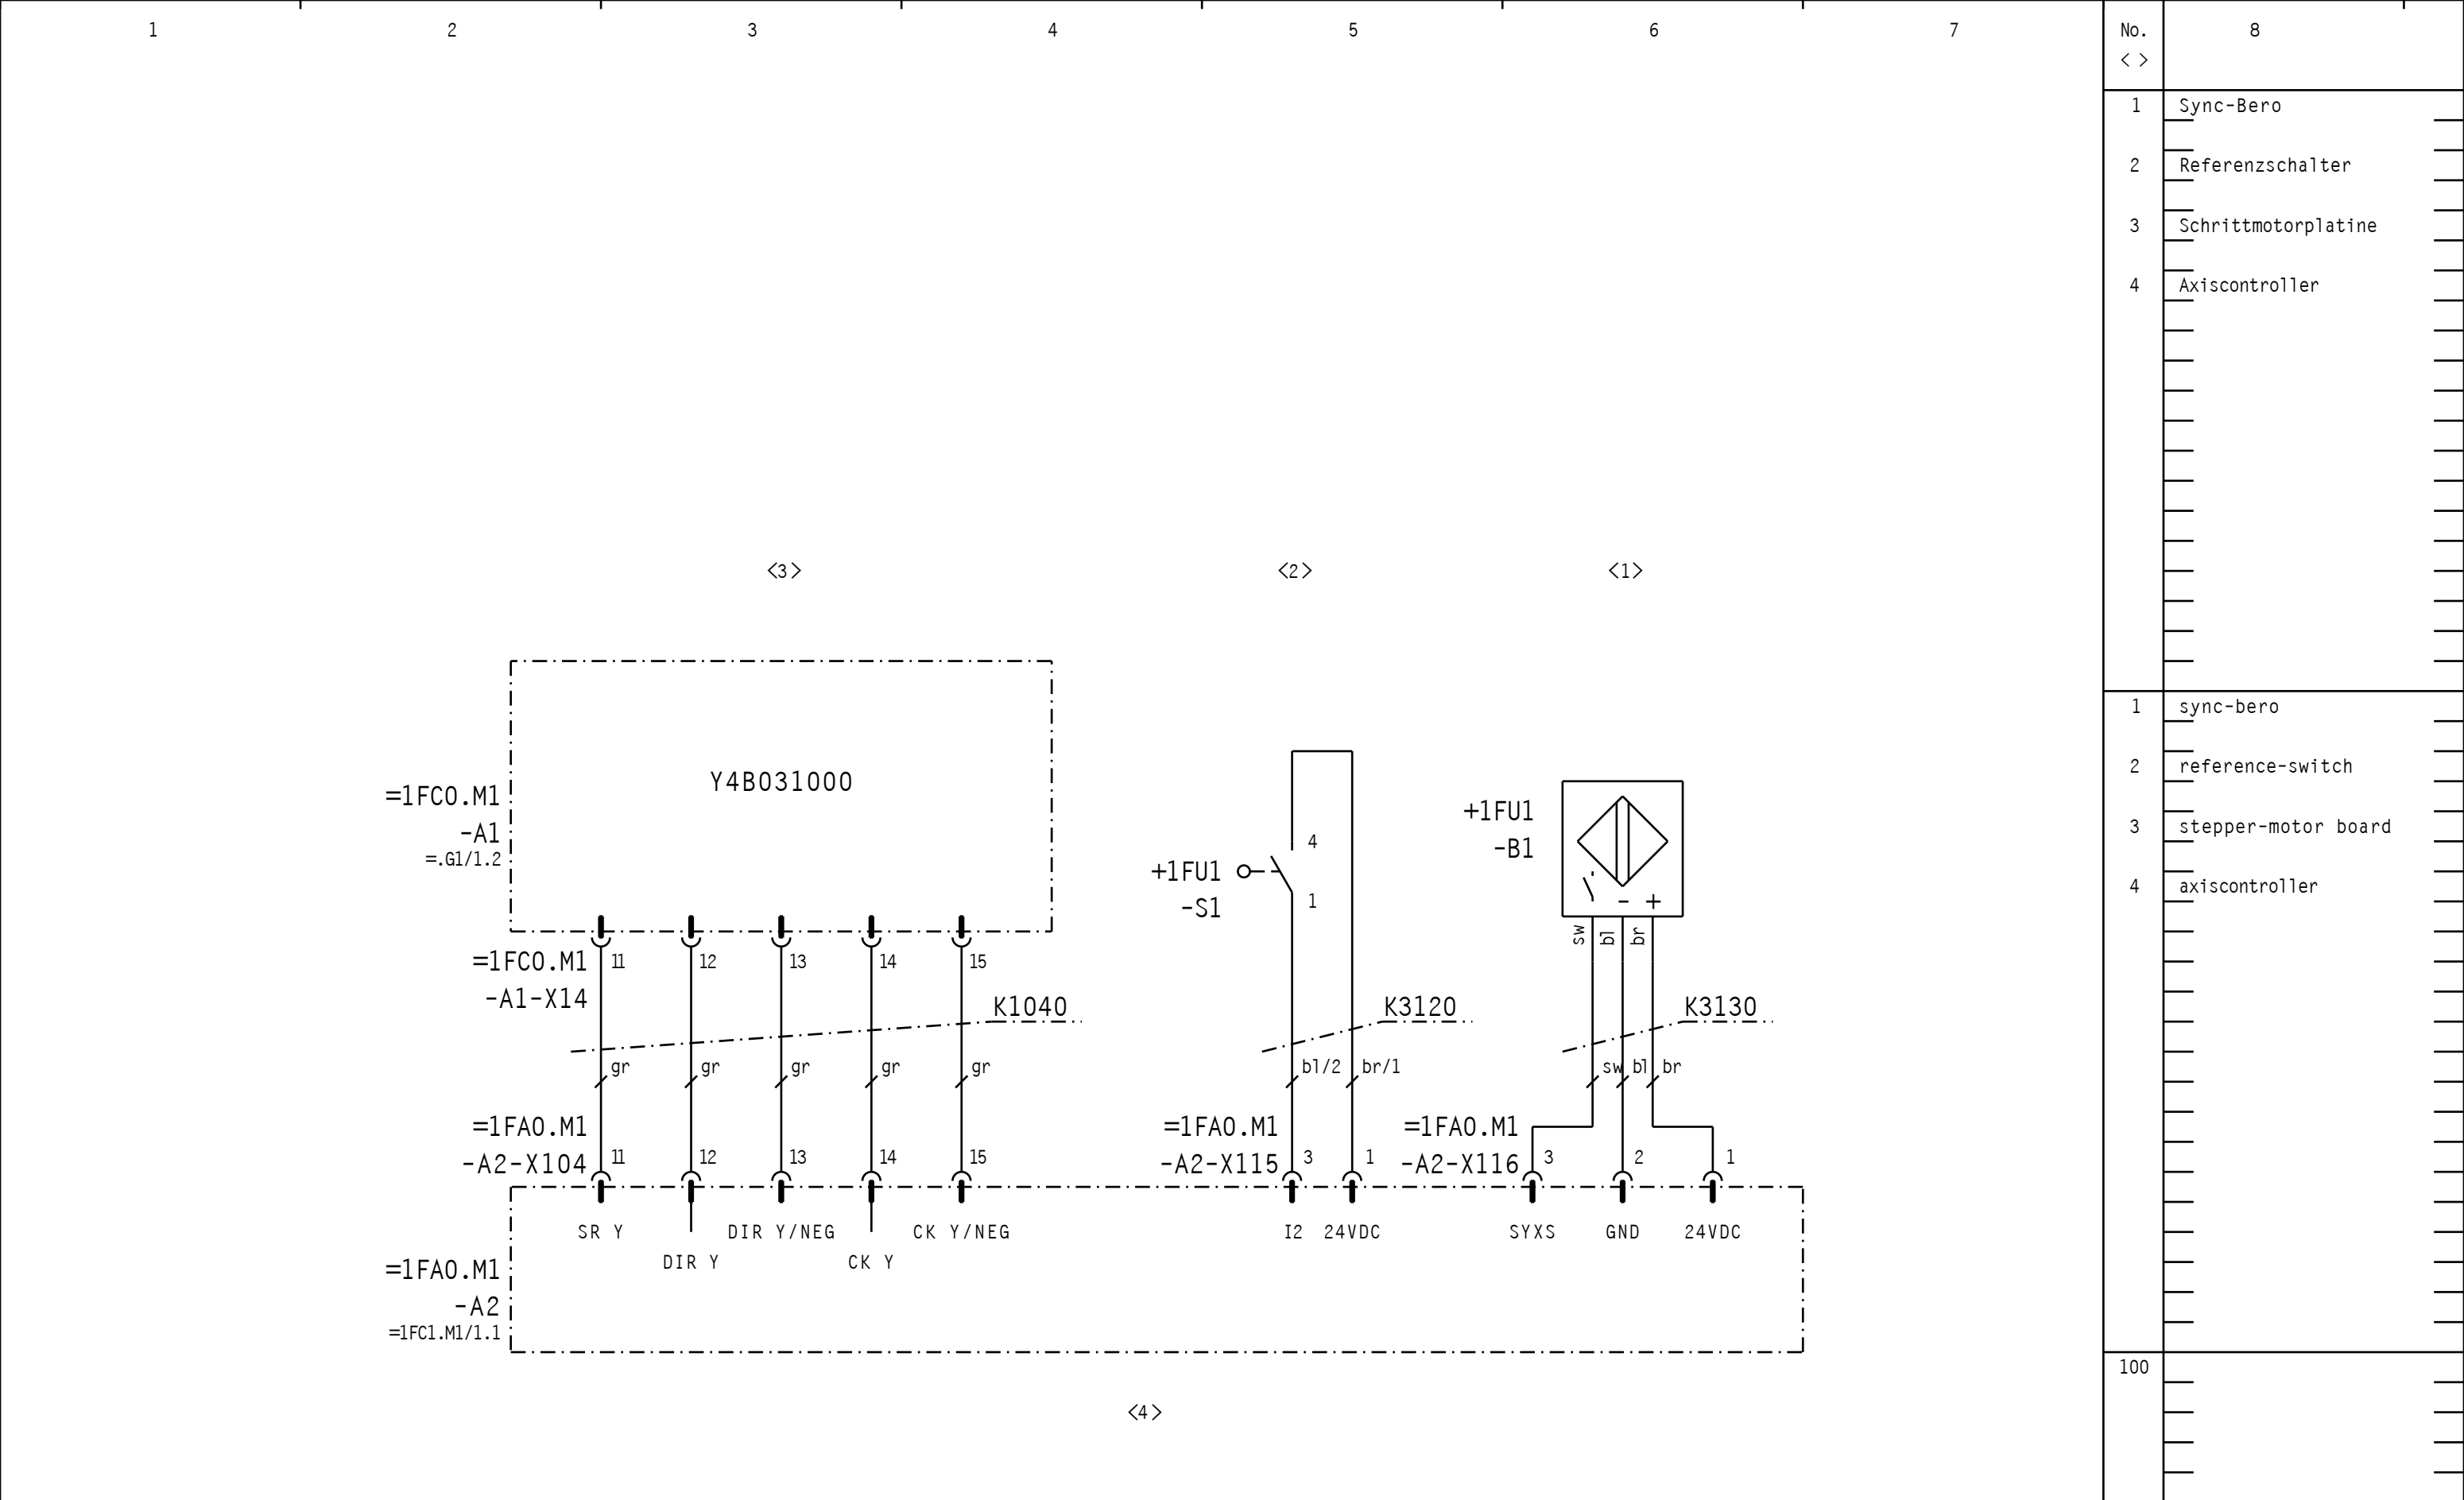 1 2 3 4 5 6 7 No. 8
< >
1 Sync-Bero
2 Referenzschalter
3 Schrittmotorplatine
4 Axiscontroller
<3> <2> <1>
1 sync-bero
2 reference-switch
3 stepper-motor board
4 axiscontroller
100
Y4B031000
=1FC0.M1
-A1
=.G1/1.2
+1FU1
-S1
4
1
+1FU1
-B1
- +
sw bl br
=1FC0.M1
-A1-X14
11 12 13 14 15
K1040 K3120 K3130
gr gr gr gr gr bl/2 br/1 sw bl br
=1FA0.M1
-A2-X104
11 12 13 14 15
=1FA0.M1
-A2-X115
3 1
=1FA0.M1
-A2-X116
3 2 1
SR Y DIR Y/NEG CK Y/NEG I2 24VDC SYXS GND 24VDC
DIR Y CK Y
=1FA0.M1
-A2
=1FC1.M1/1.1
<4>